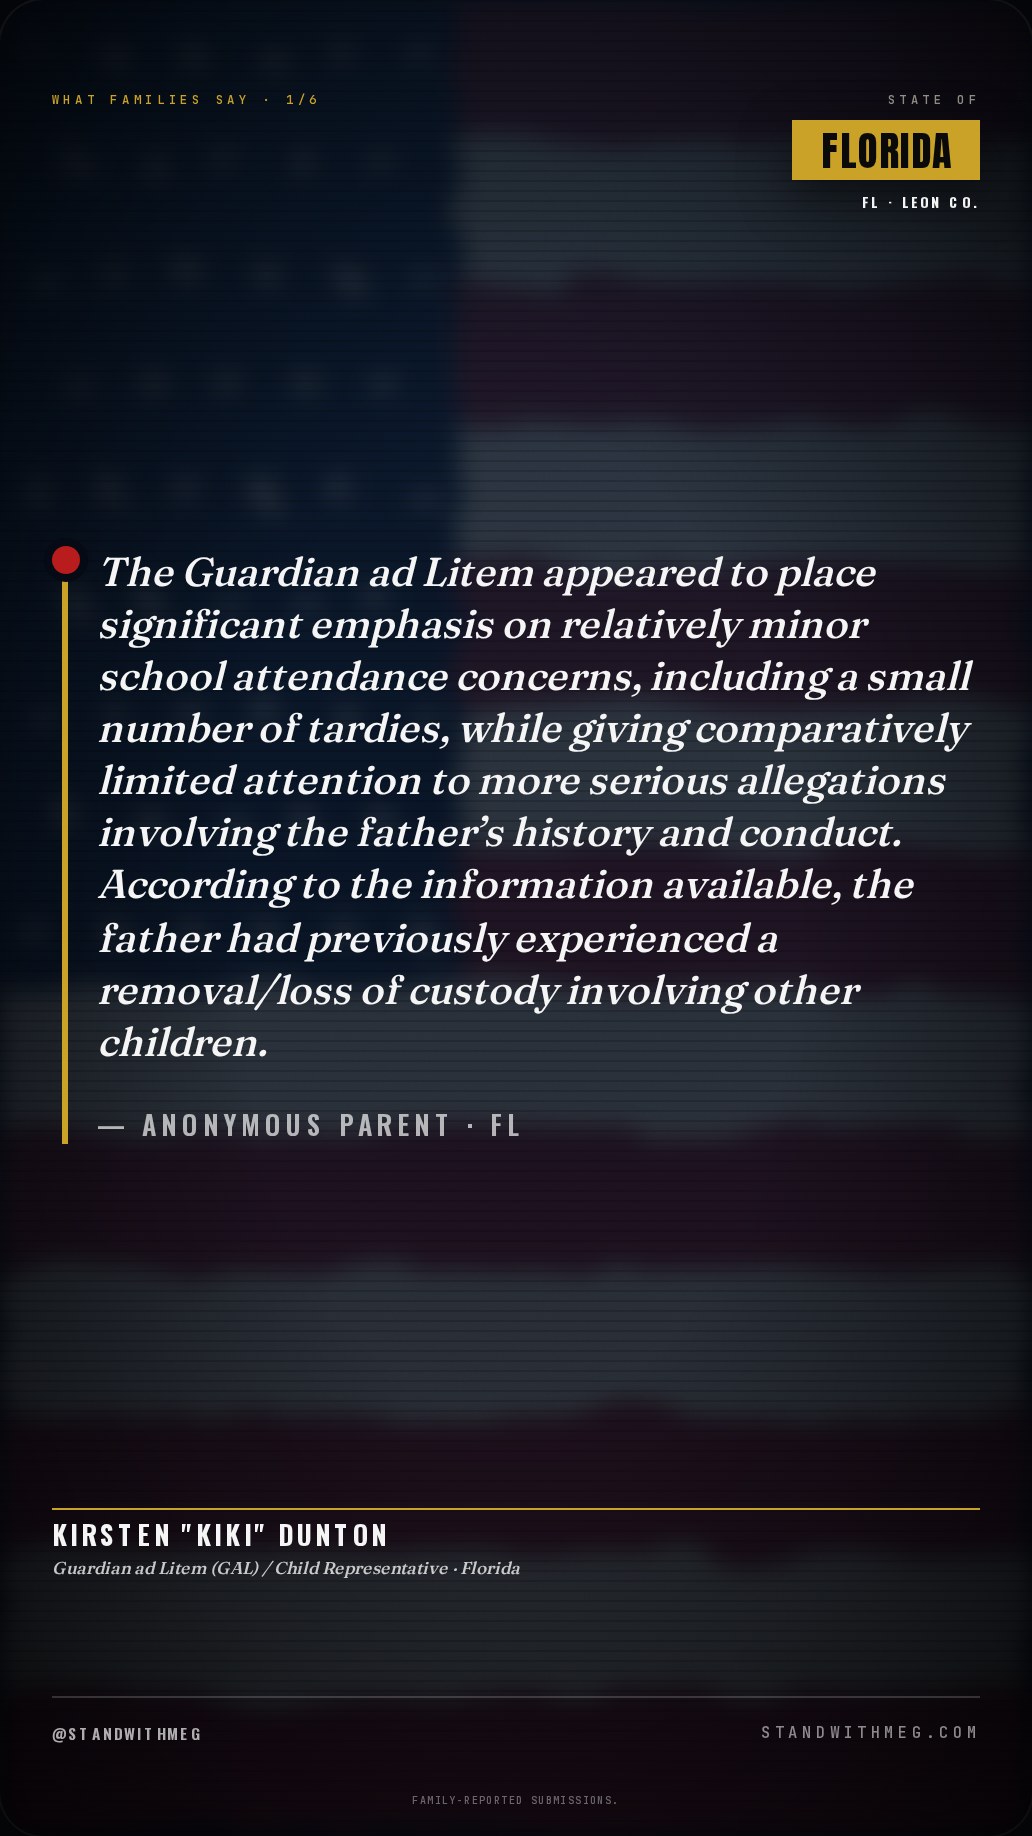 WHAT FAMILIES SAY · 1/6
STATE OF
FLORIDA
FL · LEON CO.
The Guardian ad Litem appeared to place
significant emphasis on relatively minor
school attendance concerns, including a small
number of tardies, while giving comparatively
limited attention to more serious allegations
involving the father’s history and conduct.
According to the information available, the
father had previously experienced a
removal/loss of custody involving other
children.
— ANONYMOUS PARENT · FL
KIRSTEN "KIKI" DUNTON
Guardian ad Litem (GAL) / Child Representative · Florida
@STANDWITHMEG
STANDWITHMEG.COM
FAMILY-REPORTED SUBMISSIONS.